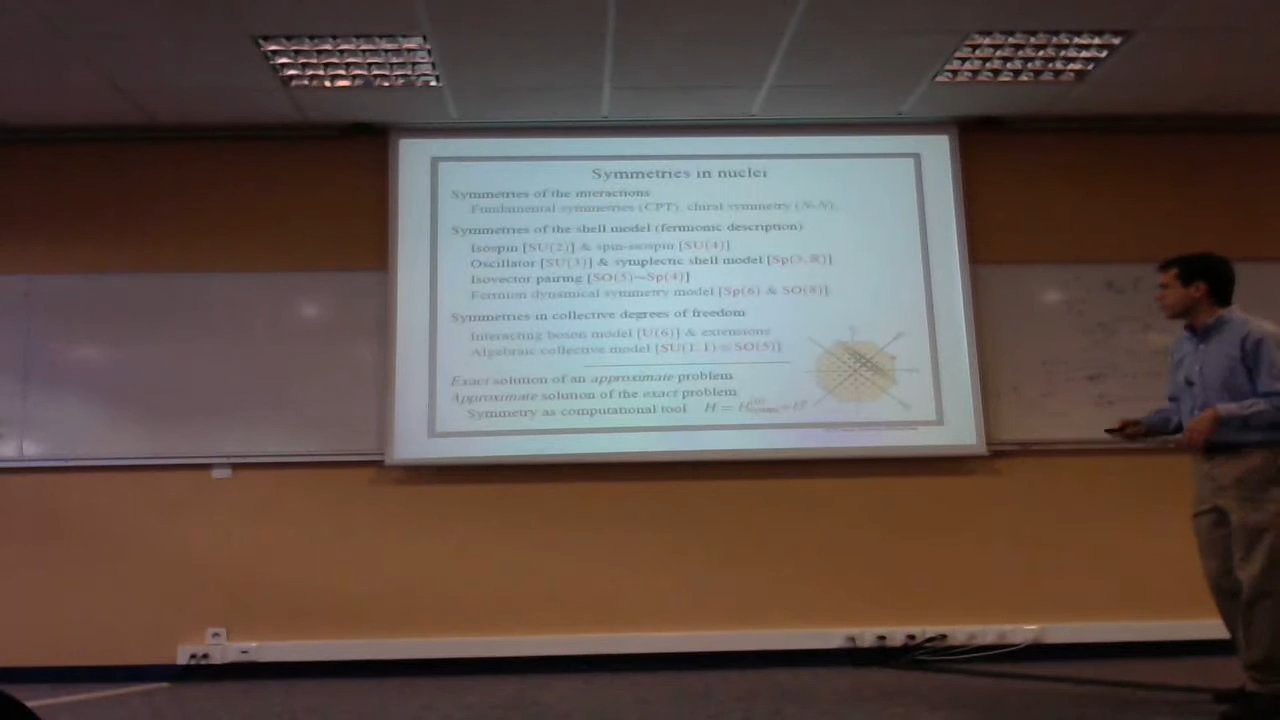 Symmetries in nuclei
Symmetries of the interactions
Fundamental symmetries (CPT), chiral symmetry (N-N),
Symmetries of the shell model (fermionic description)
Isospin [SU(2)] & spin-isospin [SU(4)]
Oscillator [SU(3)] & symplectic shell model [Sp(3, R)]
Isovector pairing [SO(5)~Sp(4)]
Fermion dynamical symmetry model [Sp(6) & SO(8)]
Symmetries in collective degrees of freedom
Interacting boson model [U(6)] & extensions
Algebraic collective model [SU(1,1) SO(5)]
Exact solution of an approximate problem
Approximate solution of the exact problem
Symmetry as computational tool H =